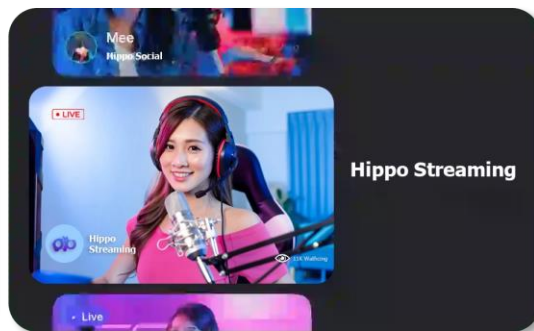 Mee
Hippo Social
• LIVE
Hippo Streaming
Hippo
Streaming
• Live